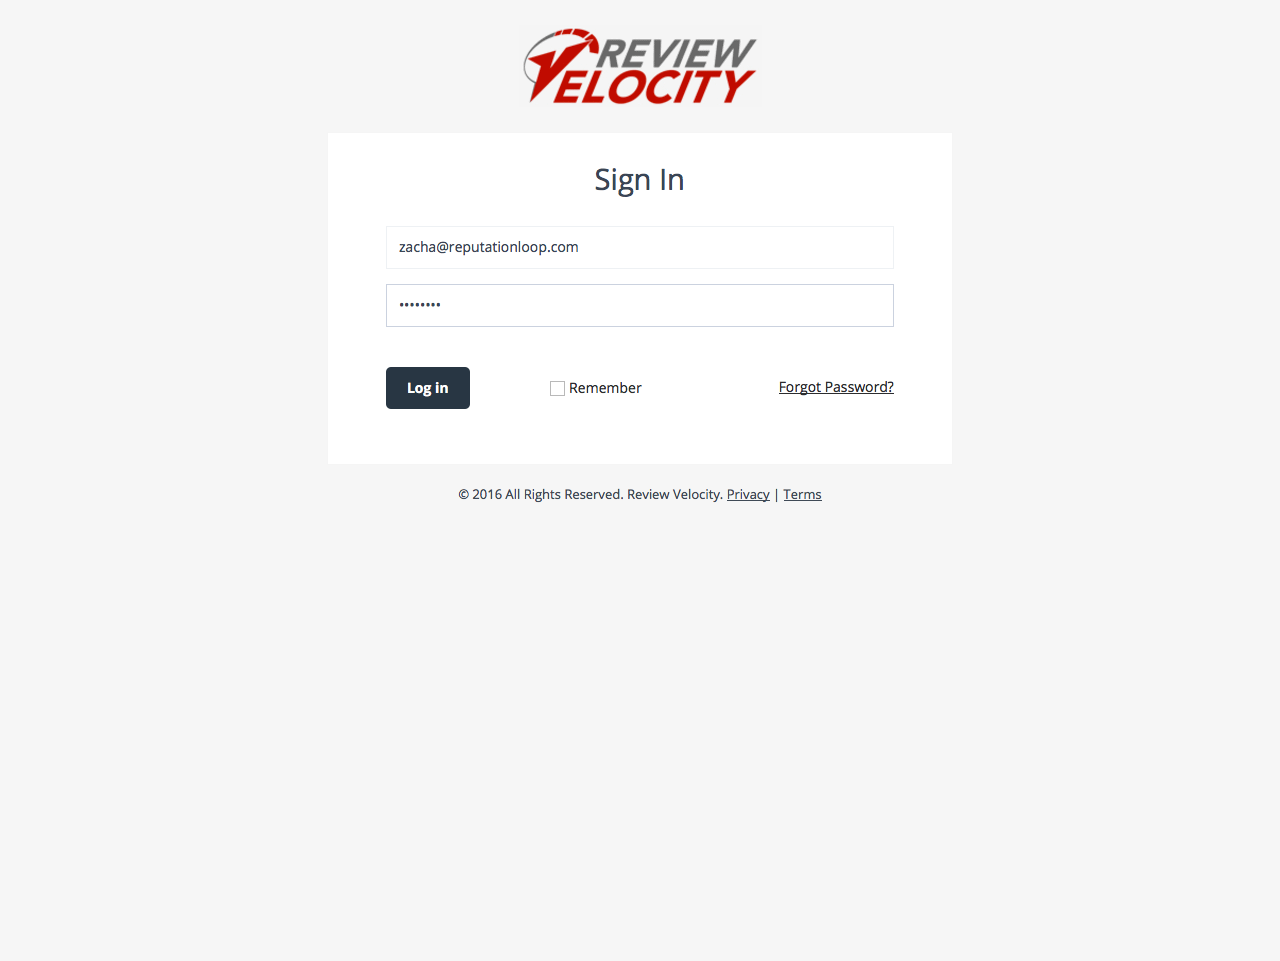 REVIEW
VELOCITY
Sign In
zacha@reputationloop.com
••••••••
Log in
Remember
Forgot Password?
© 2016 All Rights Reserved. Review Velocity. Privacy | Terms